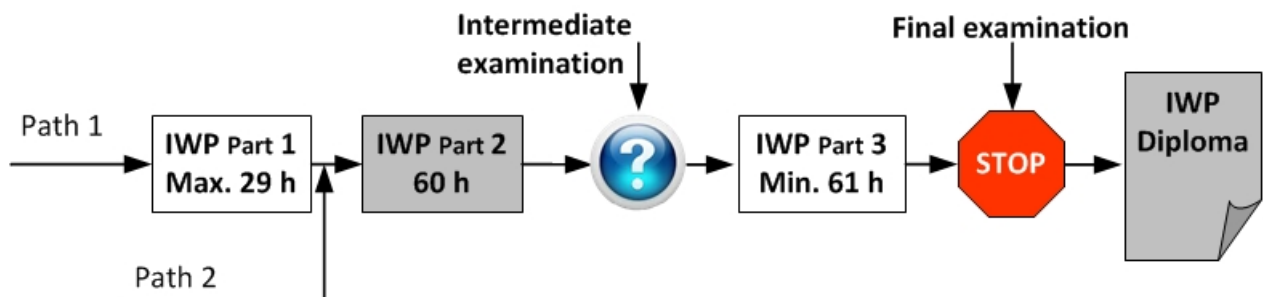 Intermediate
examination
Final examination
Path 1
IWP Part 1
Max. 29 h
IWP Part 2
60 h
?
IWP Part 3
Min. 61 h
STOP
IWP
Diploma
Path 2